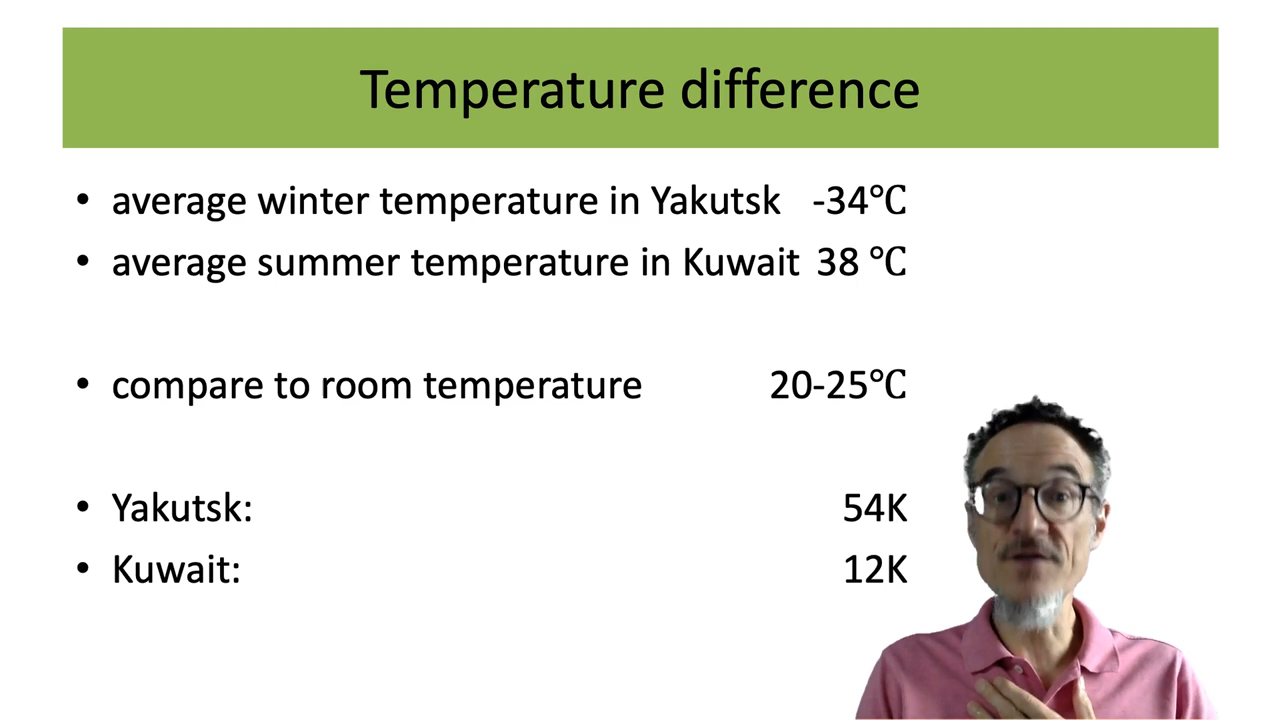 Temperature difference
• average winter temperature in Yakutsk -34℃
• average summer temperature in Kuwait 38 ℃
• compare to room temperature 20-25℃
• Yakutsk: 54K
• Kuwait: 12K